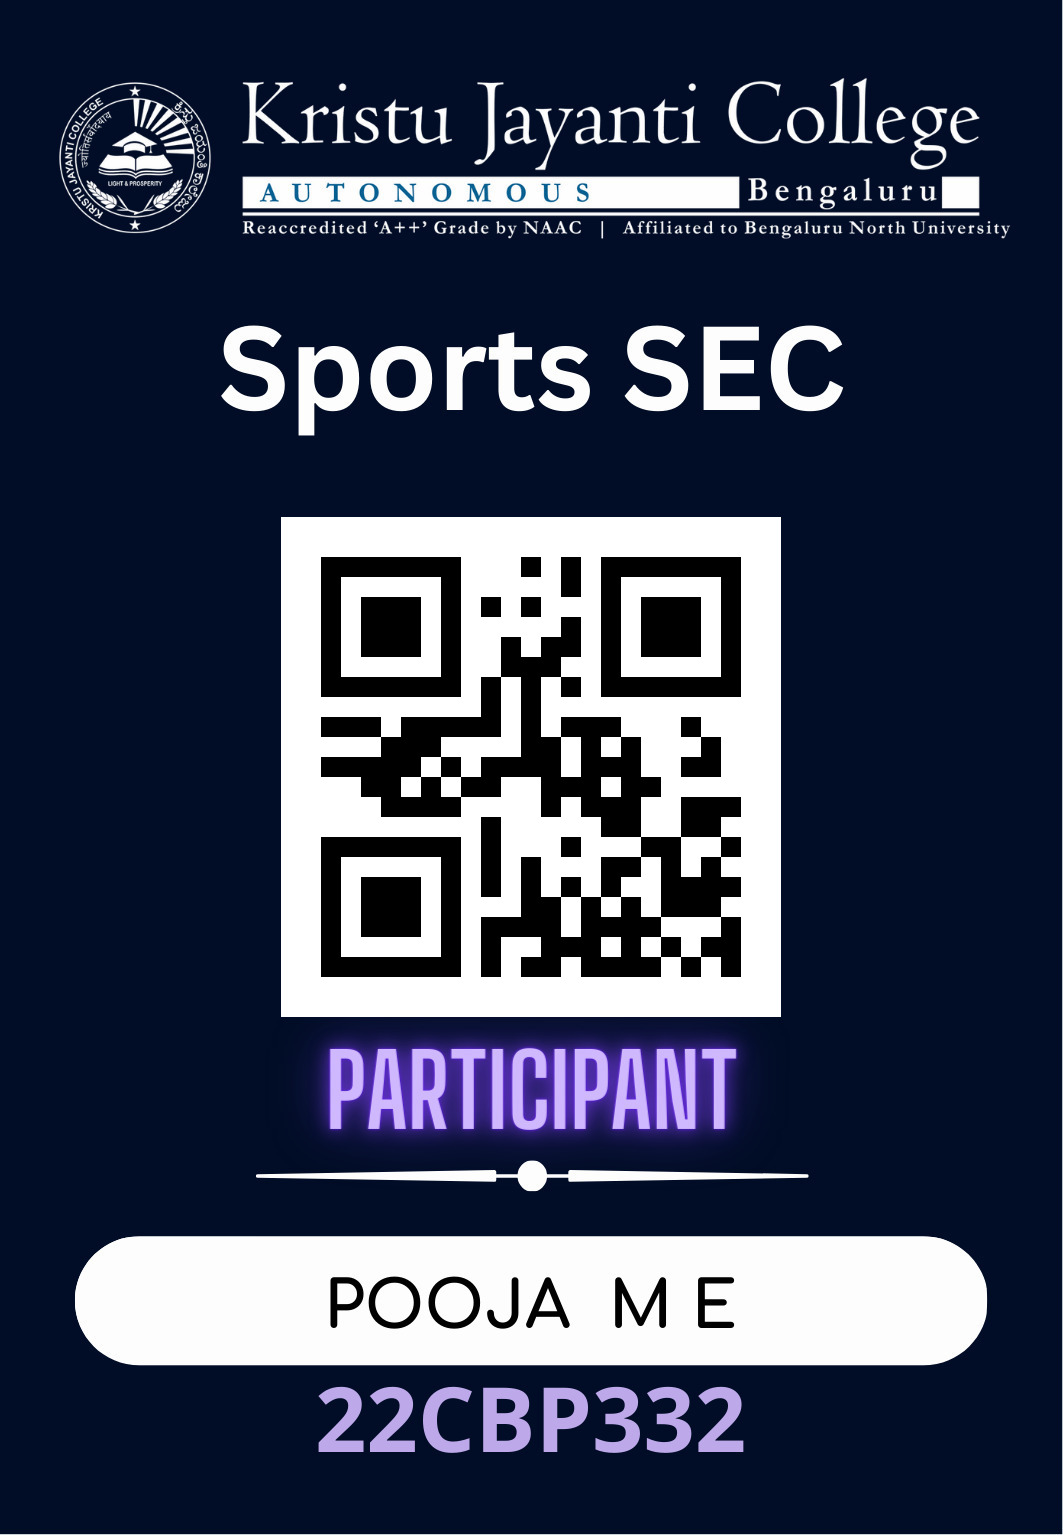 KRISTU JAYANTI COLLEGE
LIGHT & PROSPERITY
Kristu Jayanti College
AUTONOMOUS Bengaluru
Reaccredited ‘A++’ Grade by NAAC | Affiliated to Bengaluru North University
Sports SEC
PARTICIPANT
POOJA M E
22CBP332